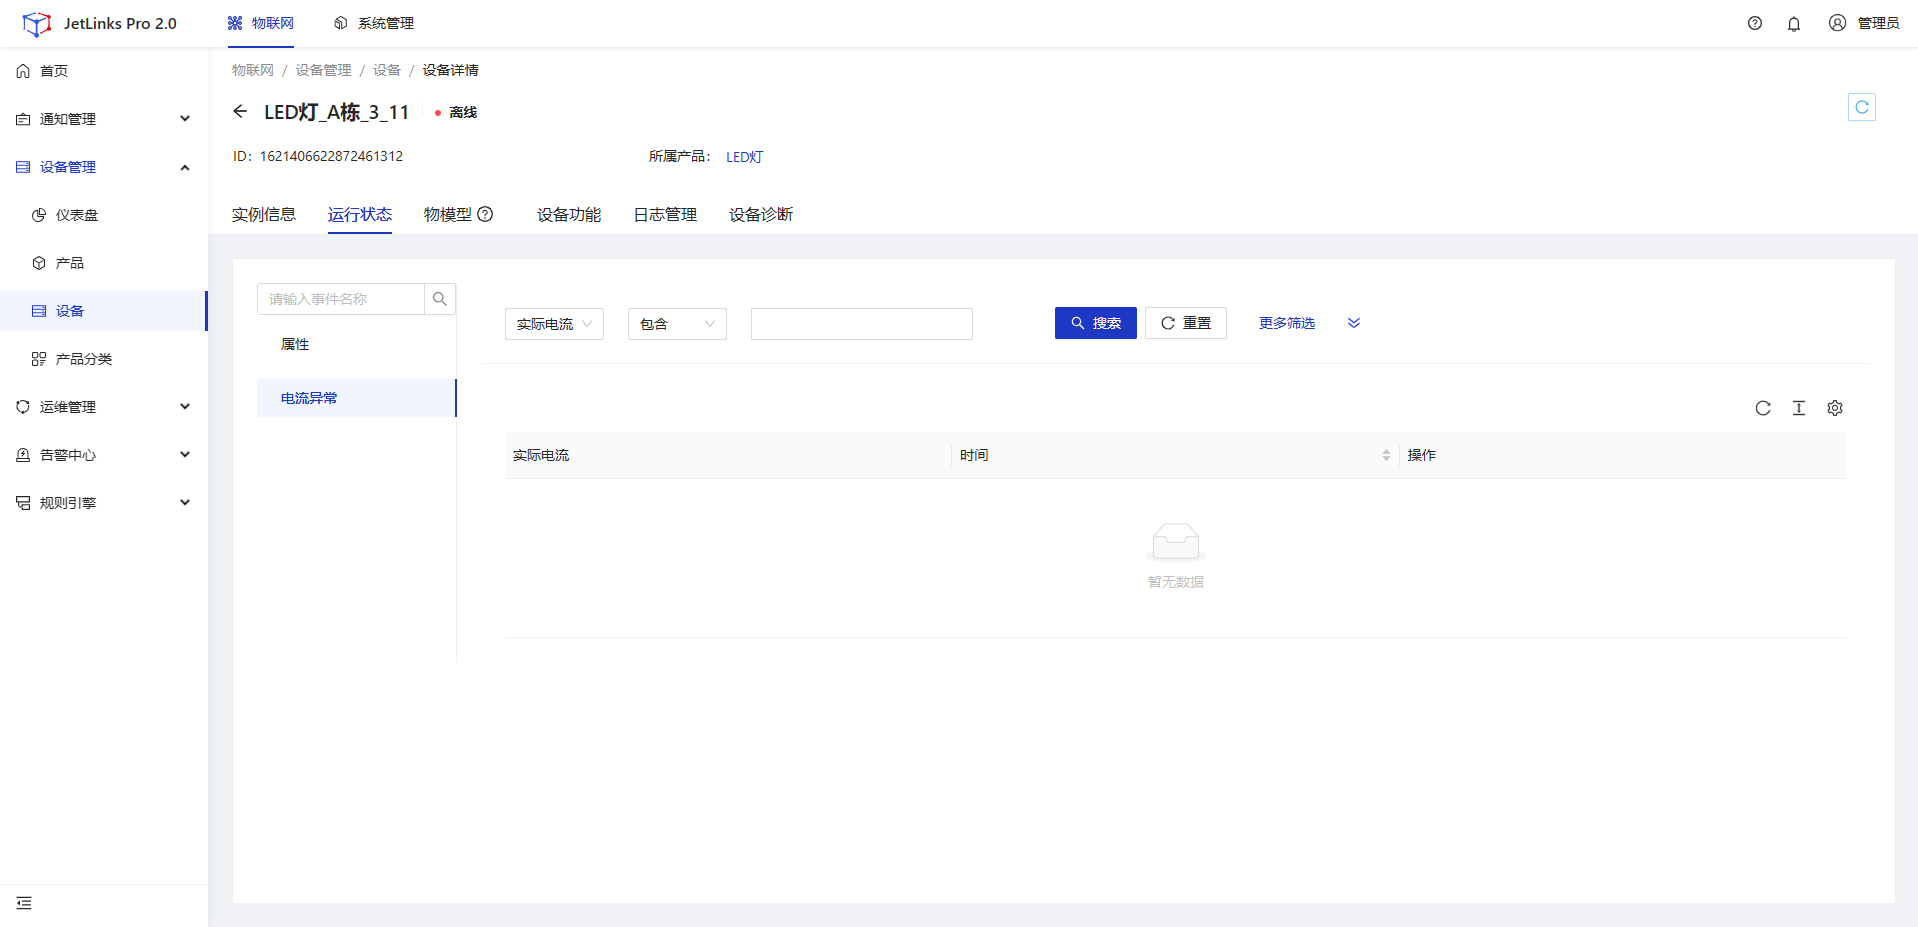 JetLinks Pro 2.0
物联网
系统管理
管理员
首页
通知管理
设备管理
仪表盘
产品
设备
产品分类
运维管理
告警中心
规则引擎
物联网 / 设备管理 / 设备 / 设备详情
LED灯_A栋_3_11
离线
ID：1621406622872461312
所属产品： LED灯
实例信息
运行状态
物模型
设备功能
日志管理
设备诊断
请输入事件名称
属性
电流异常
实际电流
包含
搜索
重置
更多筛选
实际电流
时间
操作
暂无数据